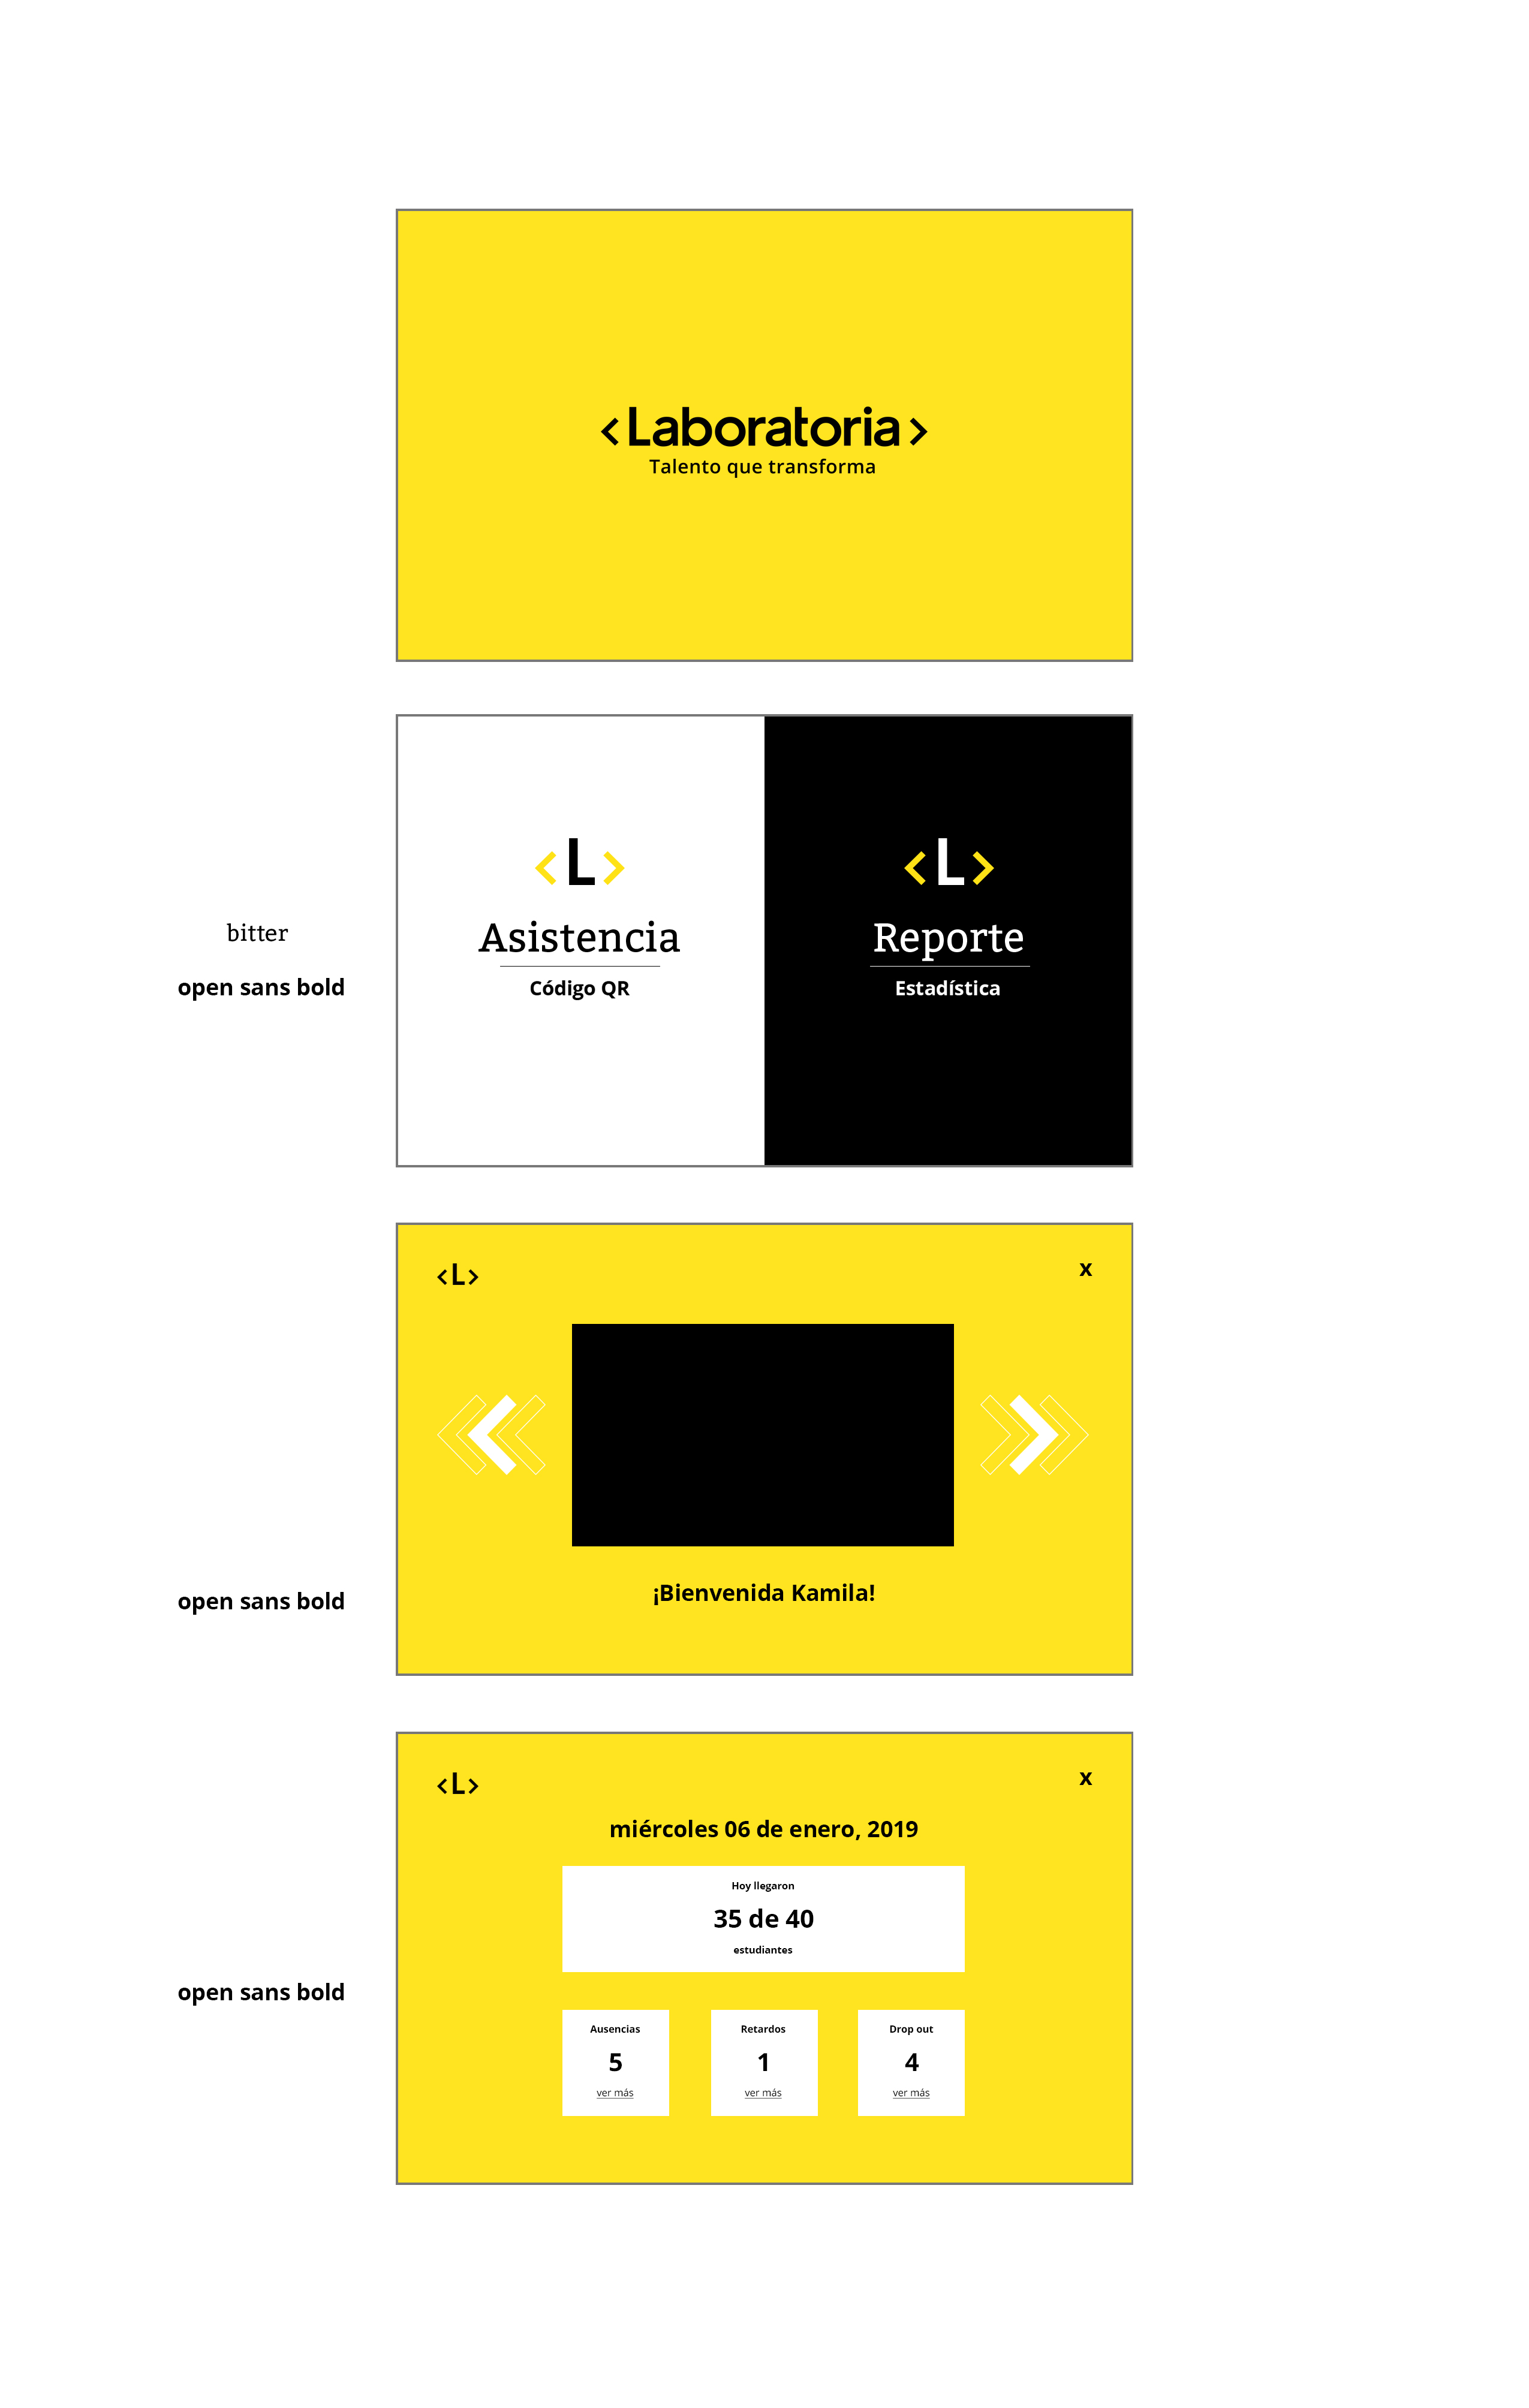 <Laboratoria>
Talento que transforma
<L>
<L>
bitter
Asistencia
Reporte
open sans bold
Código QR
Estadística
<L>
x
open sans bold
¡Bienvenida Kamila!
<L>
x
miércoles 06 de enero, 2019
Hoy llegaron
35 de 40
estudiantes
open sans bold
Ausencias
5
ver más
Retardos
1
ver más
Drop out
4
ver más